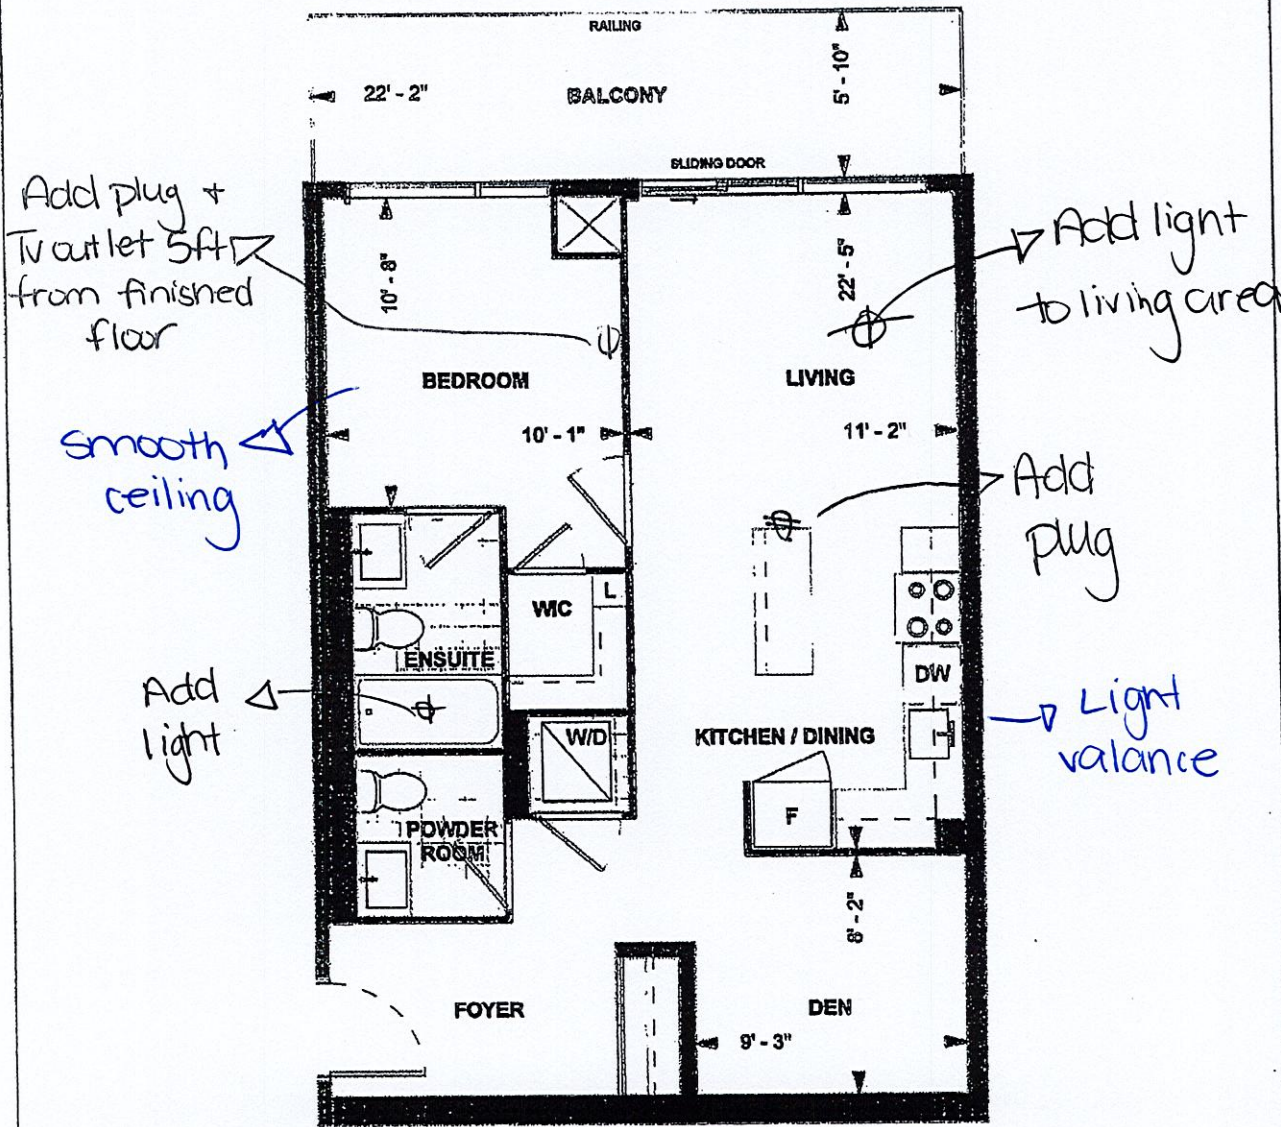 RAILING
22' - 2"
BALCONY
5' - 10"
SLIDING DOOR
Add plug +
Tv outlet 5ft
from finished
floor
10' - 8"
22' - 5"
Add light
to living area
BEDROOM
LIVING
10' - 1"
11' - 2"
smooth
ceiling
Add
plug
WIC
L
ENSUITE
DW
Add
light
W/D
KITCHEN / DINING
Light
valance
F
POWDER
ROOM
8' - 2"
FOYER
DEN
9' - 3"